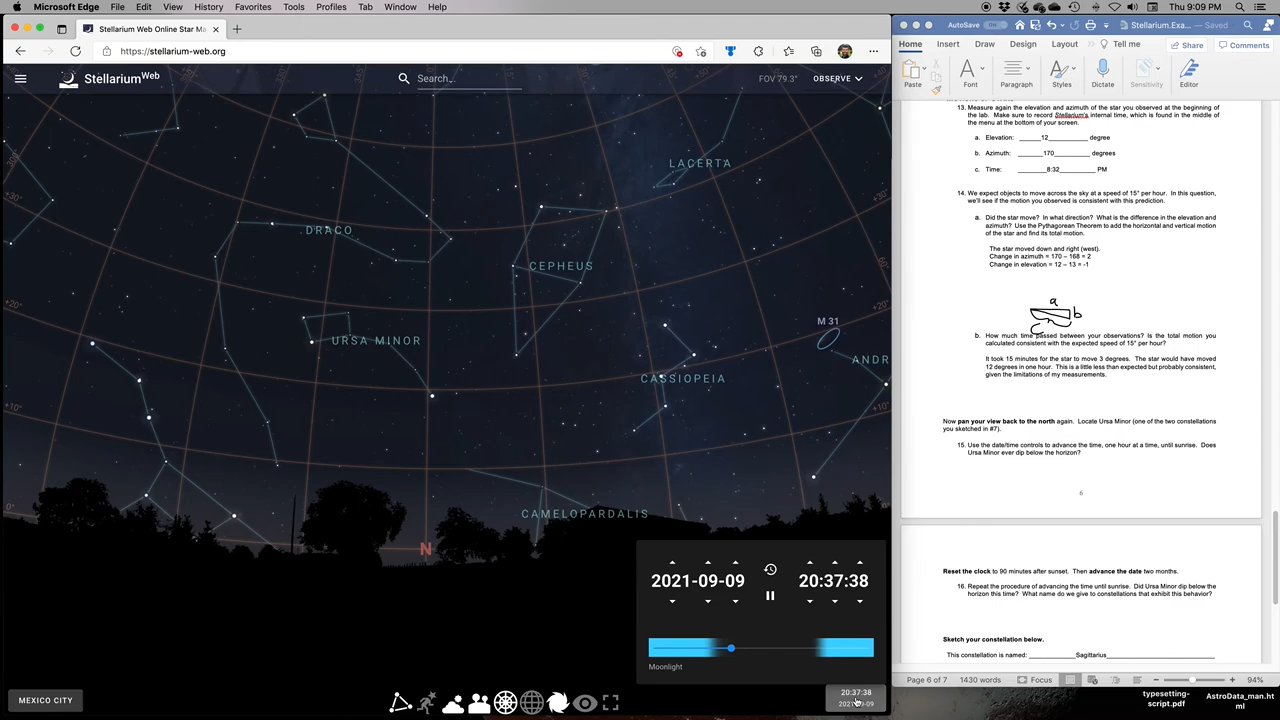 Chrome File Edit View History Favorites Tools Profiles Tab Window Help
Thu 9:09 PM
Stellarium Web Online Star Ma
https://stellarium-web.org
StellariumWeb
Search...
FOV 79.3°
OBSERVE
LACERTA
DRACO
CEPHEUS
M 31
CASSIOPEIA
CAMELOPARDALIS
N
+20°
+10°
+10°
0°
0°
2021-09-09
20:37:38
Moonlight
MEXICO CITY
20:37:38
AutoSave
Stellarium.Exa... — Saved
Home Insert Draw Design Layout Tell me
Share
Comments
Paste
Font
Paragraph
Styles
Dictate
Sensitivity
Editor
13. Measure again the elevation and azimuth of the star you observed at the beginning of
the lab. Make sure to record Stellarium's internal time, which is found in the middle of
the menu at the bottom of your screen.
a. Elevation: ______12__________ degree
b. Azimuth: _______170_________ degrees
c. Time: ________8:32_________ PM
14. We expect objects to move across the sky at a speed of 15° per hour. In this question,
we'll see if the motion you observed is consistent with this prediction.
a. Did the star move? In what direction? What is the difference in the elevation and
azimuth? Use the Pythagorean Theorem to add the horizontal and vertical motion
of the star and find its total motion.
The star moved down and right (west).
Change in azimuth = 170 – 168 = 2
Change in elevation = 12 – 13 = -1
a
b
C
b. How much time passed between your observations? Is the total motion you
calculated consistent with the expected speed of 15° per hour?
It took 15 minutes for the star to move 3 degrees. The star would have moved
12 degrees in one hour. This is a little less than expected but probably consistent,
given the limitations of my measurements.
Now pan your view back to the north again. Locate Ursa Minor (one of the two constellations
you sketched in #7).
15. Use the date/time controls to advance the time, one hour at a time, until sunrise. Does
Ursa Minor ever dip below the horizon?
6
Reset the clock to 90 minutes after sunset. Then advance the date two months.
16. Repeat the procedure of advancing the time until sunrise. Did Ursa Minor dip below the
horizon this time? What name do we give to constellations that exhibit this behavior?
Sketch your constellation below.
This constellation is named: ___________Sagittarius_________________________
Page 6 of 7 1430 words
Focus
94%
typesetting-
script.pdf
AstroData_man.ht
ml